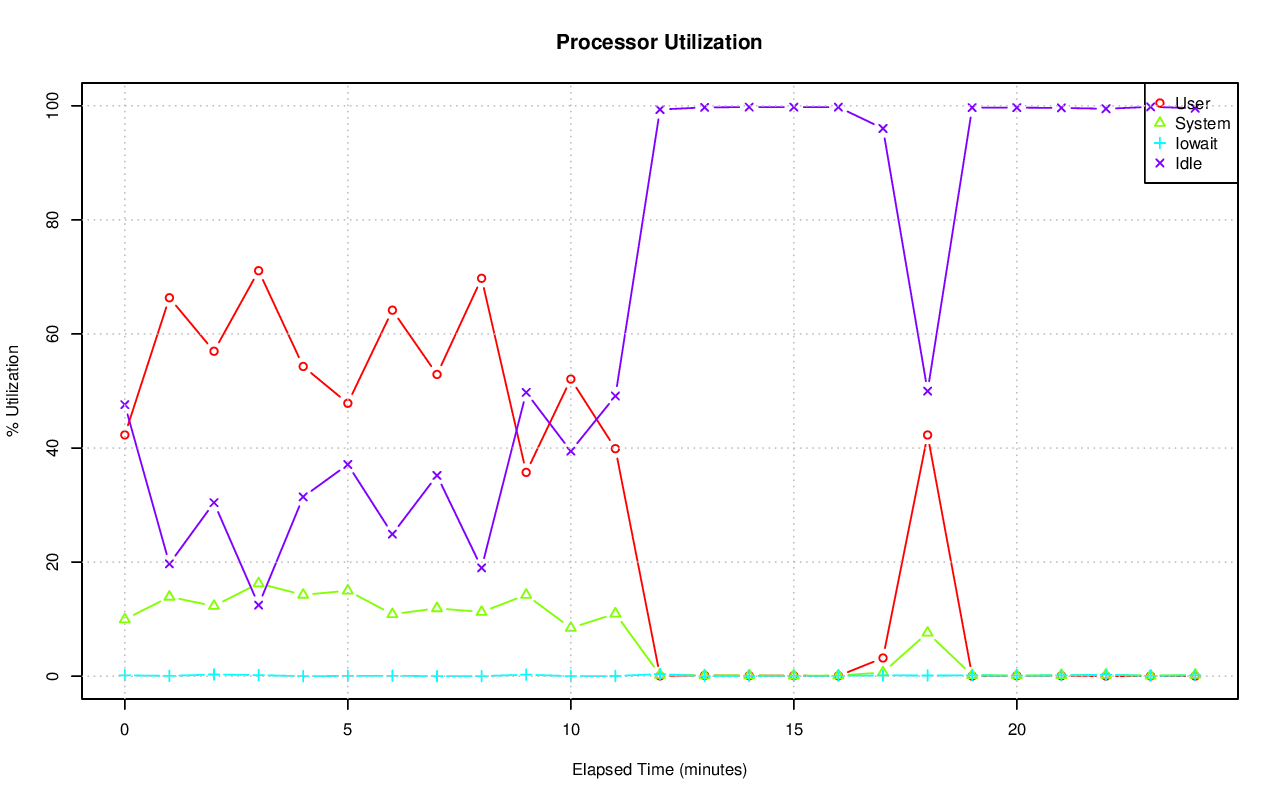 Processor Utilization
100
80
60
40
20
0
% Utilization
User
System
Iowait
Idle
0 5 10 15 20
Elapsed Time (minutes)